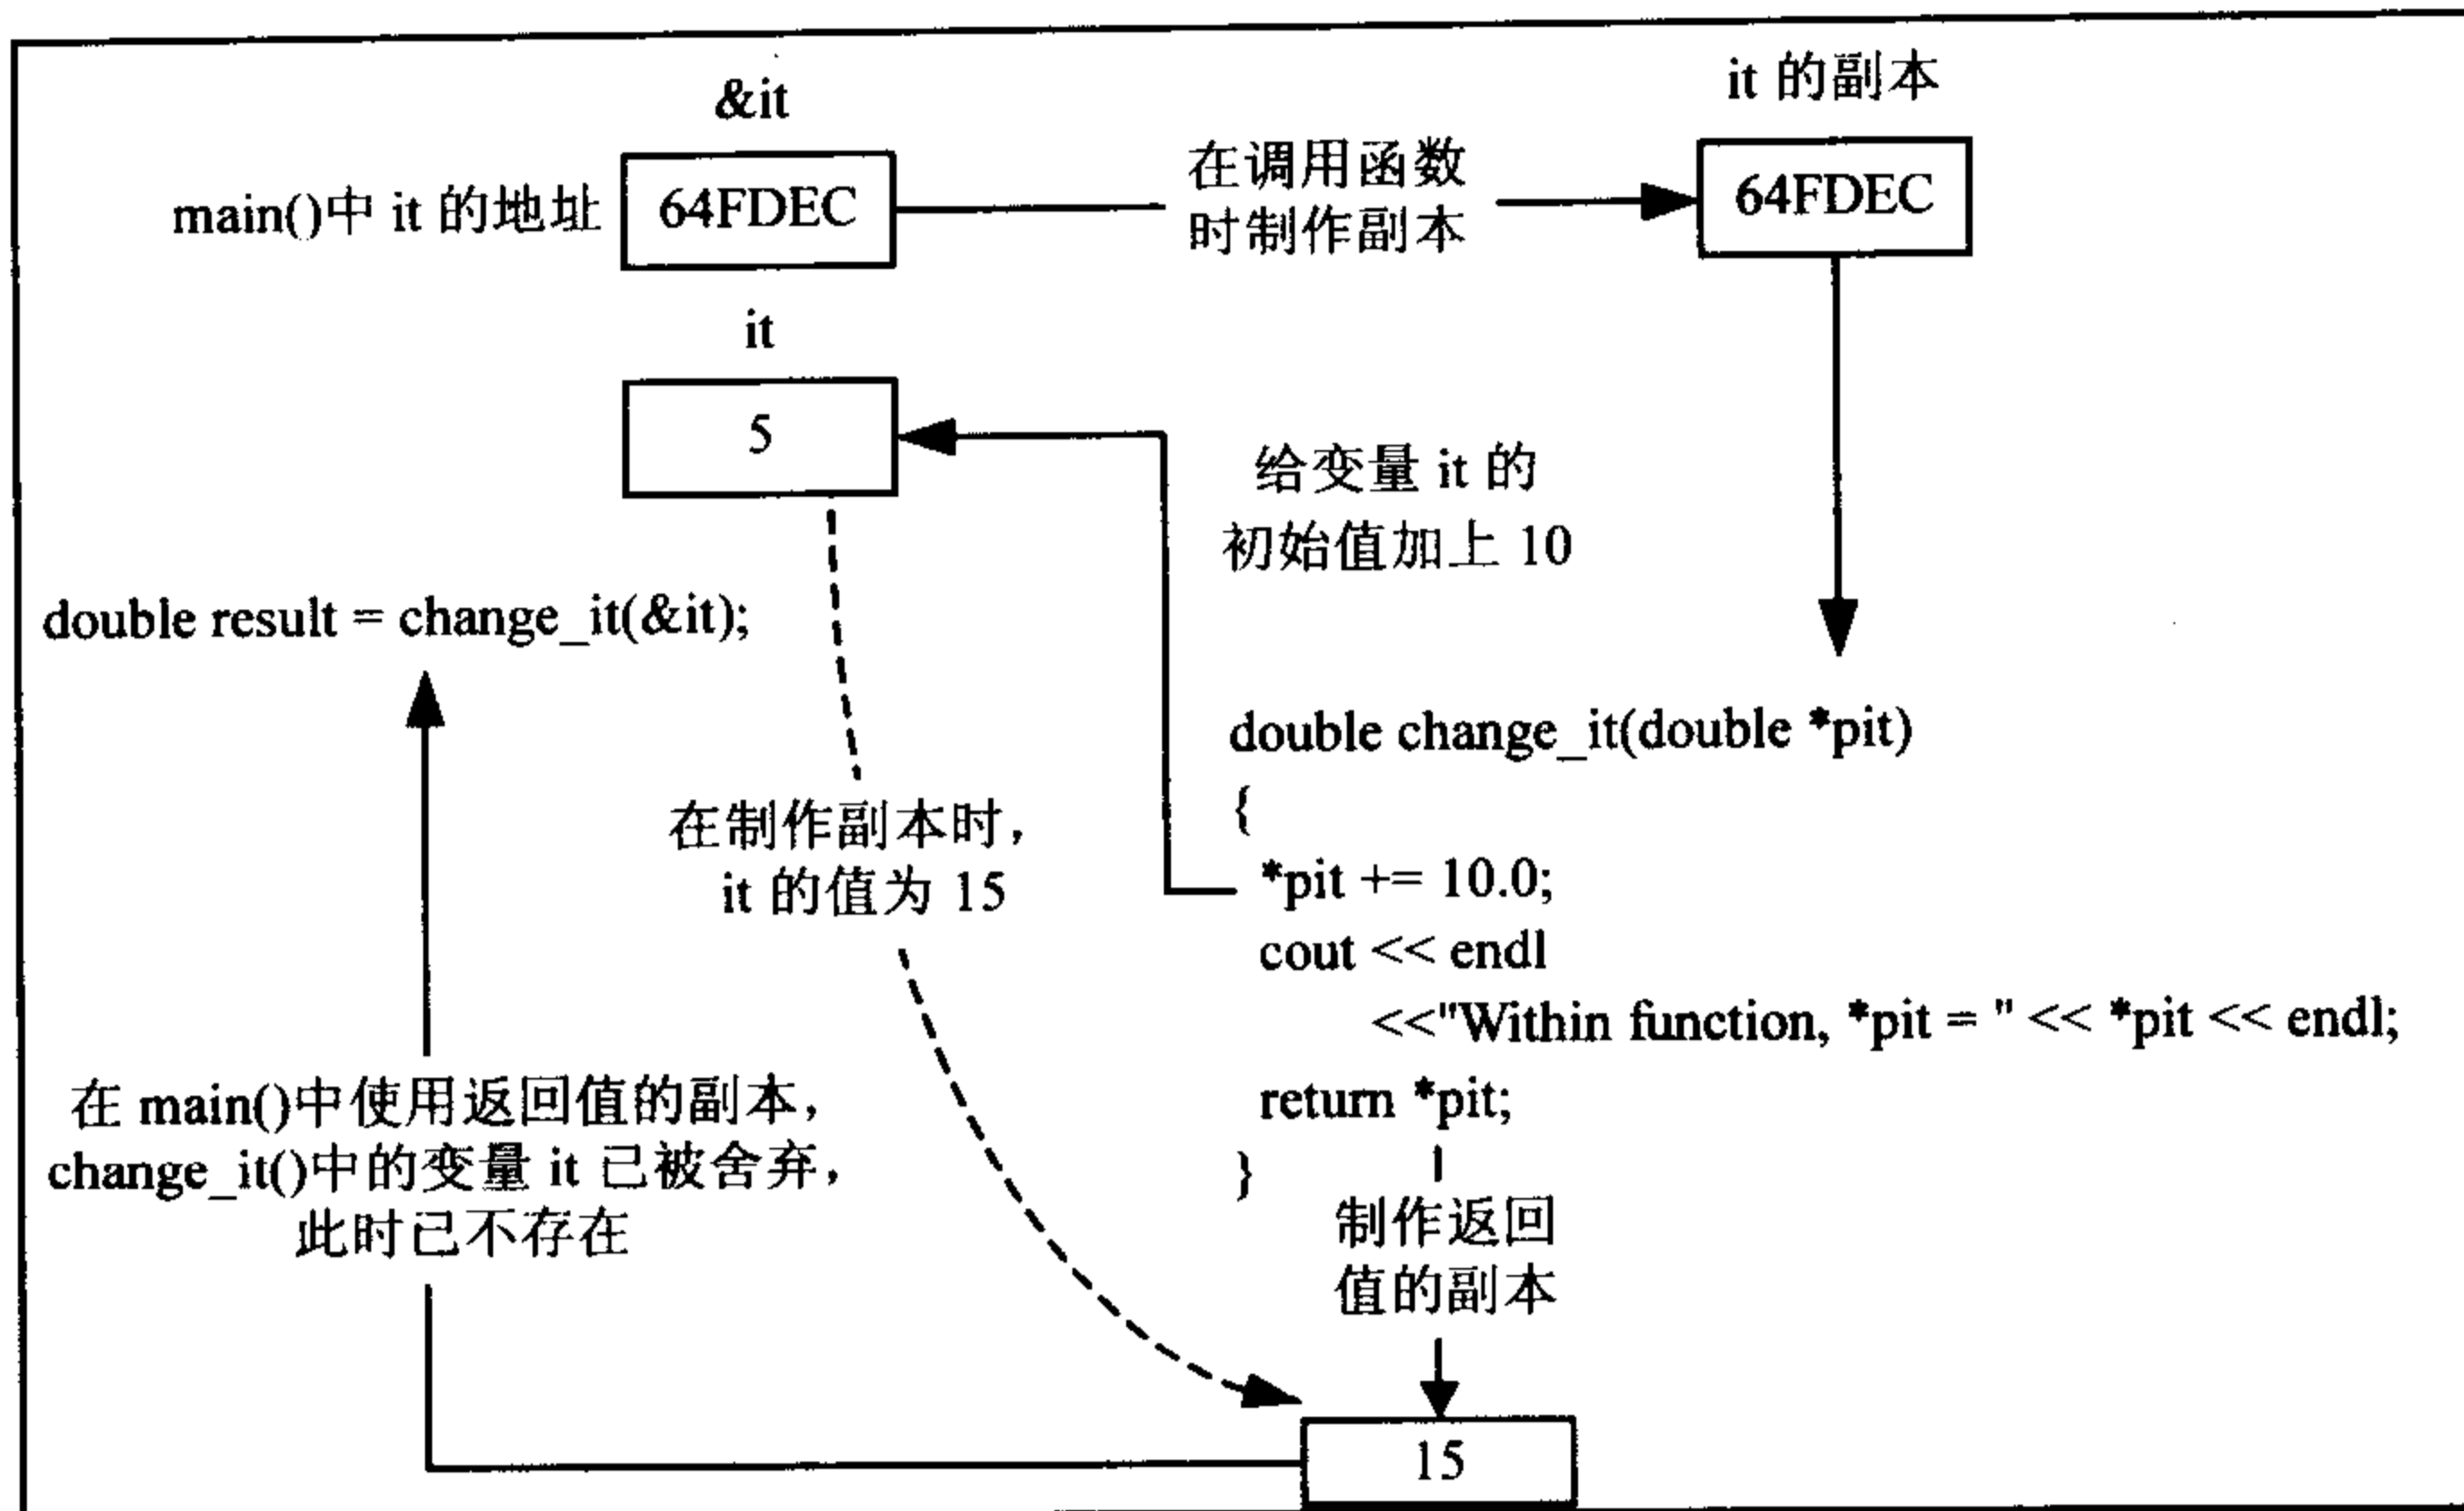 &it
it 的副本
main()中 it 的地址
64FDEC
在调用函数
时制作副本
64FDEC
it
5
给变量 it 的
初始值加上 10
double result = change_it(&it);
double change_it(double *pit)
{
*pit += 10.0;
cout << endl
<<"Within function, *pit = " << *pit << endl;
return *pit;
}
在制作副本时,
it 的值为 15
在 main()中使用返回值的副本,
change_it()中的变量 it 已被舍弃,
此时已不存在
制作返回
值的副本
15